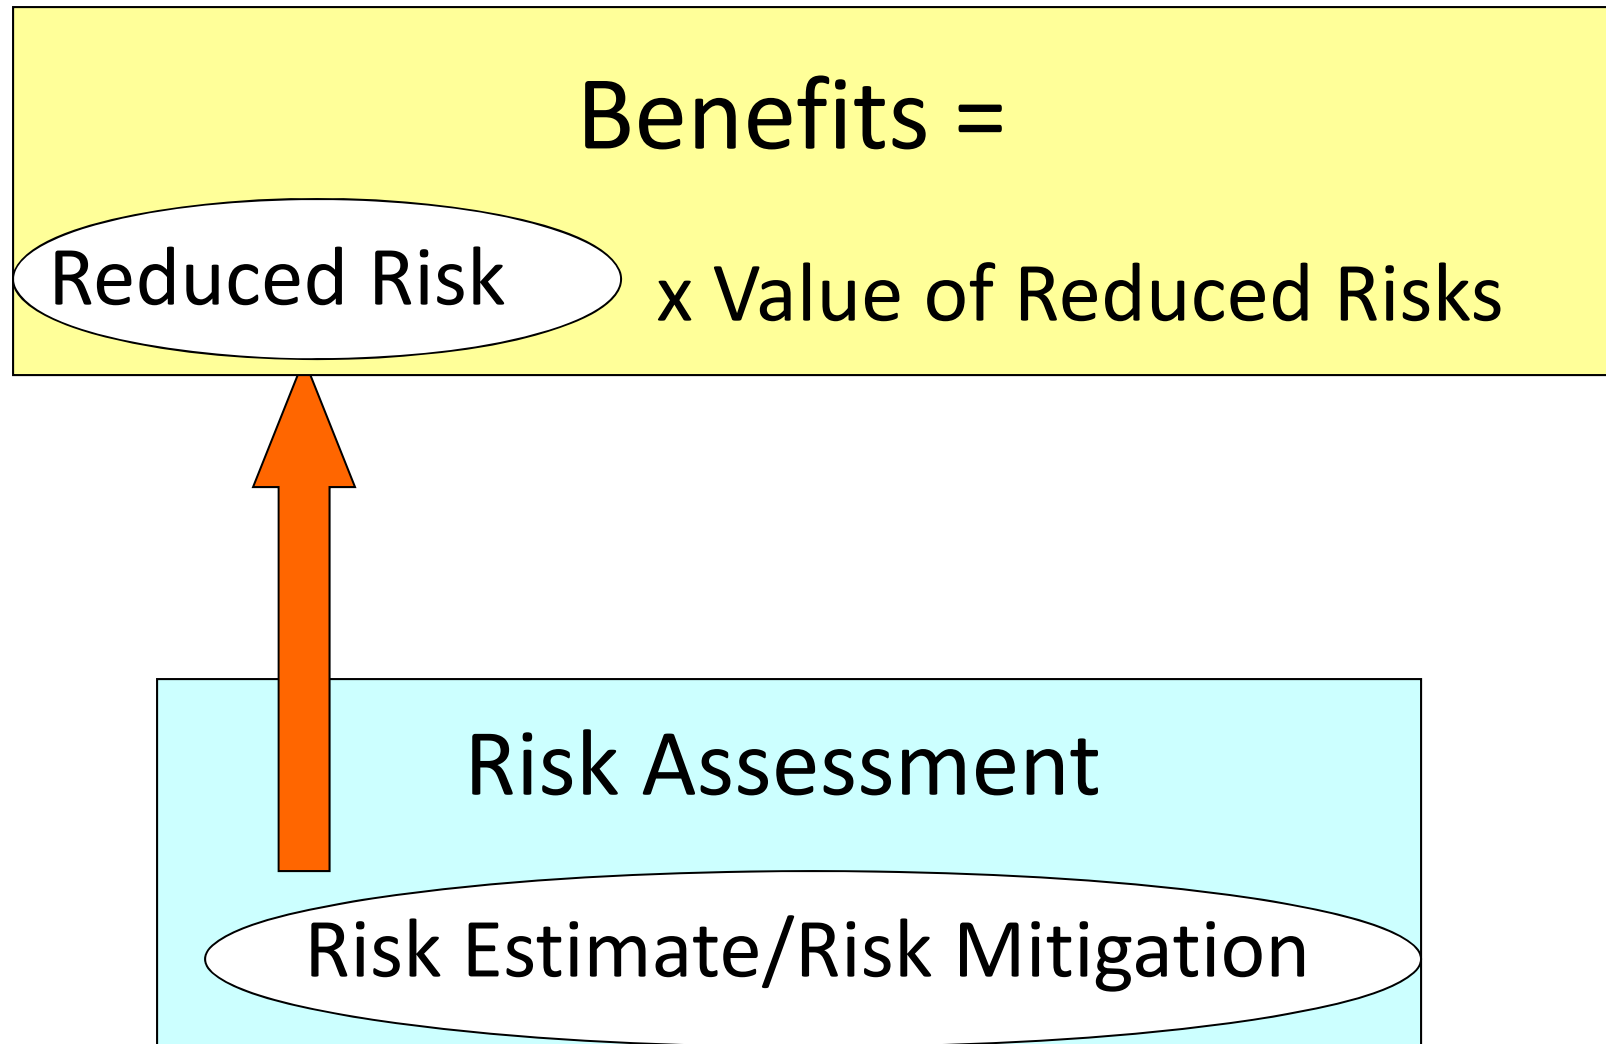 Benefits =
Reduced Risk x Value of Reduced Risks
Risk Assessment
Risk Estimate/Risk Mitigation